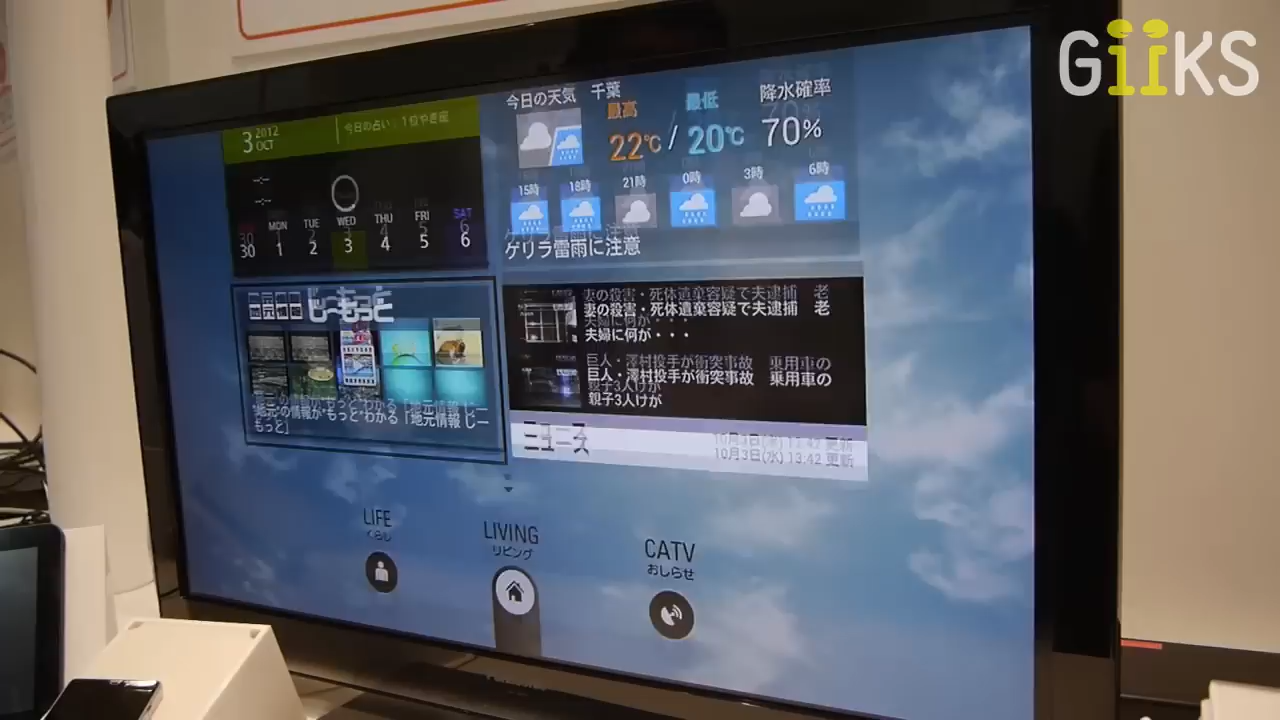 GiiKS
3 2012
OCT
今日の占い：1位やぎ座
--:--
--:--
MON TUE WED THU FRI SAT
30 1 2 3 4 5 6
今日の天気 千葉
最高 最低 降水確率
22℃ / 20℃ 70%
15時 18時 21時 0時 3時 6時
ゲリラ雷雨に注意
地元情報 じ〜もっと
"地元"の情報が"もっと"わかる「地元情報 じーもっと」
妻の殺害・死体遺棄容疑で夫逮捕 老
夫婦に何が・・・
巨人・澤村投手が衝突事故 乗用車の
親子3人けが
ニュース
10月3日(水) 13:42 更新
LIFE
くらし
LIVING
リビング
CATV
おしらせ